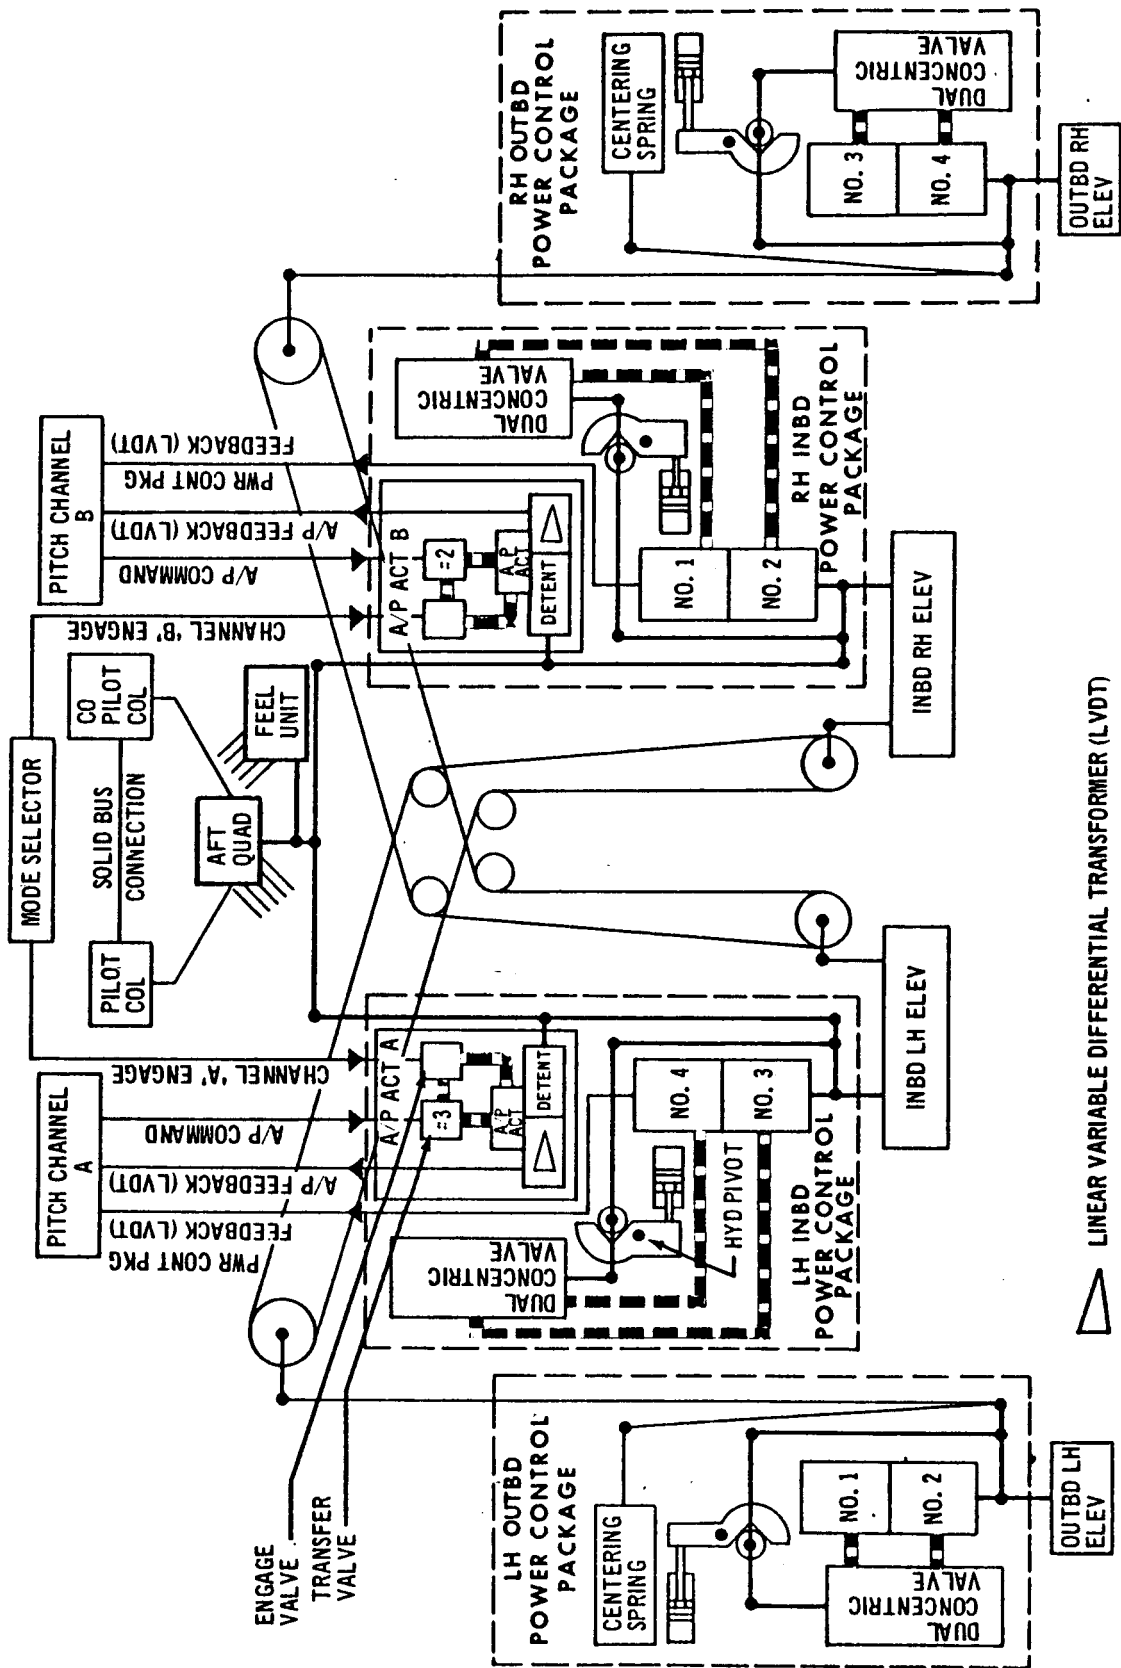 MODE SELECTOR
PILOT
COL
SOLID BUS
CONNECTION
CO
PILOT
COL
AFT
QUAD
FEEL
UNIT
PITCH CHANNEL
A
PWR CONT PKG
FEEDBACK (LVDT)
A/P FEEDBACK (LVDT)
A/P COMMAND
CHANNEL 'A' ENGAGE
PITCH CHANNEL
B
CHANNEL 'B' ENGAGE
A/P COMMAND
A/P FEEDBACK (LVDT)
PWR CONT PKG
FEEDBACK (LVDT)
ENGAGE
VALVE
TRANSFER
VALVE
A/P ACT A
=3
A/P
ACT
DETENT
DUAL
CONCENTRIC
VALVE
HYD PIVOT
NO. 4
NO. 3
LH INBD
POWER CONTROL
PACKAGE
INBD LH ELEV
A/P ACT B
=2
A/P
ACT
DETENT
DUAL
CONCENTRIC
VALVE
NO. 1
NO. 2
RH INBD
POWER CONTROL
PACKAGE
INBD RH ELEV
LH OUTBD
POWER CONTROL
PACKAGE
CENTERING
SPRING
DUAL
CONCENTRIC
VALVE
NO. 1
NO. 2
OUTBD LH
ELEV
RH OUTBD
POWER CONTROL
PACKAGE
CENTERING
SPRING
NO. 3
NO. 4
DUAL
CONCENTRIC
VALVE
OUTBD RH
ELEV
LINEAR VARIABLE DIFFERENTIAL TRANSFORMER (LVDT)